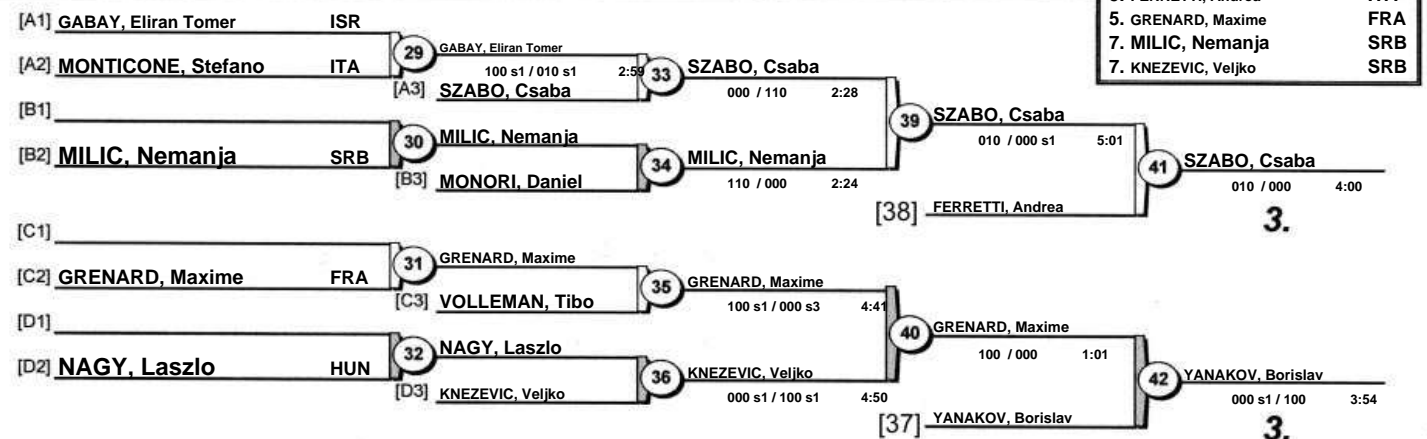 5. GRENARD, Maxime FRA
7. MILIC, Nemanja SRB
7. KNEZEVIC, Veljko SRB
[A1] GABAY, Eliran Tomer ISR
29 GABAY, Eliran Tomer
[A2] MONTICONE, Stefano ITA
100 s1 / 010 s1 2:59
33 SZABO, Csaba
[A3] SZABO, Csaba
000 / 110 2:28
[B1]
39 SZABO, Csaba
010 / 000 s1 5:01
30 MILIC, Nemanja
[B2] MILIC, Nemanja SRB
34 MILIC, Nemanja
[B3] MONORI, Daniel
110 / 000 2:24
41 SZABO, Csaba
010 / 000 4:00
[38] FERRETTI, Andrea
3.
[C1]
31 GRENARD, Maxime
[C2] GRENARD, Maxime FRA
35 GRENARD, Maxime
[C3] VOLLEMAN, Tibo
100 s1 / 000 s3 4:41
[D1]
40 GRENARD, Maxime
32 NAGY, Laszlo
100 / 000 1:01
[D2] NAGY, Laszlo HUN
36 KNEZEVIC, Veljko
42 YANAKOV, Borislav
[D3] KNEZEVIC, Veljko
000 s1 / 100 s1 4:50
000 s1 / 100 3:54
[37] YANAKOV, Borislav
3.